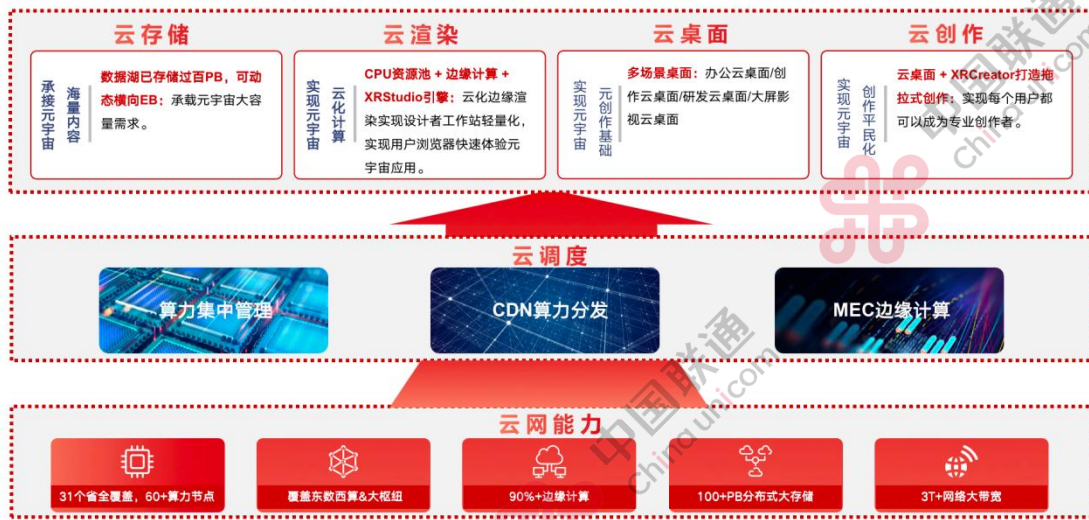 云存储
承接元宇宙
海量内容
数据湖已存储过百PB，可动
态横向EB：承载元宇宙大容
量需求。
云渲染
实现元宇宙
云化计算
CPU资源池 + 边缘计算 +
XRStudio引擎：云化边缘渲
染实现设计者工作站轻量化，
实现用户浏览器快速体验元
宇宙应用。
云桌面
实现元宇宙
元创作基础
多场景桌面：办公云桌面/创
作云桌面/研发云桌面/大屏影
视云桌面
云创作
实现元宇宙
创作平民化
云桌面 + XRCreator打造拖
拉式创作：实现每个用户都
可以成为专业创作者。
云调度
算力集中管理
CDN算力分发
MEC边缘计算
云网能力
31个省全覆盖，60+算力节点
覆盖东数西算&大枢纽
90%+边缘计算
100+PB分布式大存储
3T+网络大带宽
中国联通
China unicom
中国联通
China unicom